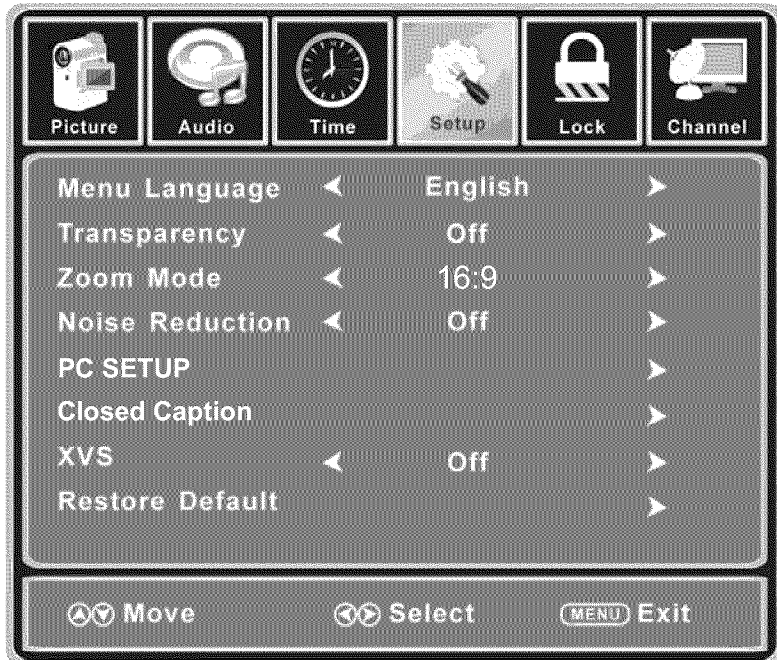 Picture Audio Time Setup Lock Channel
Menu Language English
Transparency Off
Zoom Mode 16:9
Noise Reduction Off
PC SETUP
Closed Caption
XVS Off
Restore Default
Move Select MENU Exit